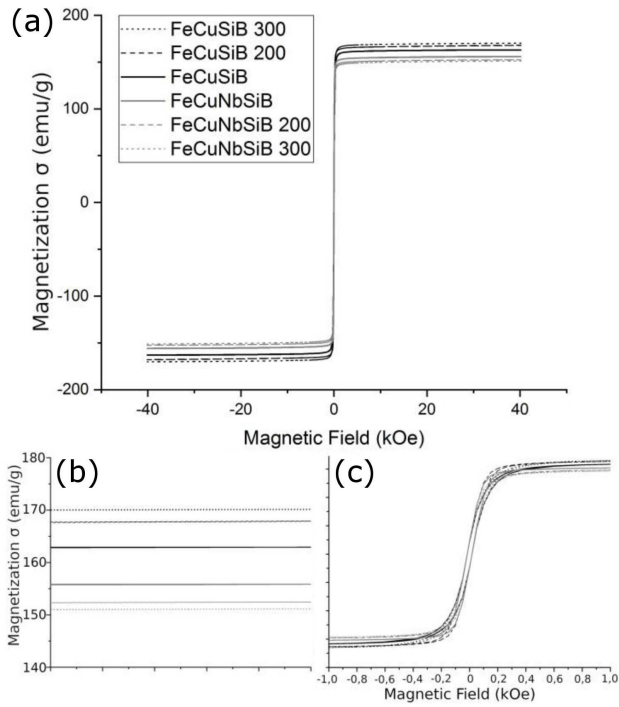 (a)
200
100
0
-100
-200
Magnetization σ (emu/g)
FeCuSiB 300
FeCuSiB 200
FeCuSiB
FeCuNbSiB
FeCuNbSiB 200
FeCuNbSiB 300
-40 -20 0 20 40
Magnetic Field (kOe)
(b)
180
170
160
150
140
Magnetization σ (emu/g)
(c)
-1,0 -0,8 -0,6 -0,4 -0,2 0 0,2 0,4 0,6 0,8 1,0
Magnetic Field (kOe)